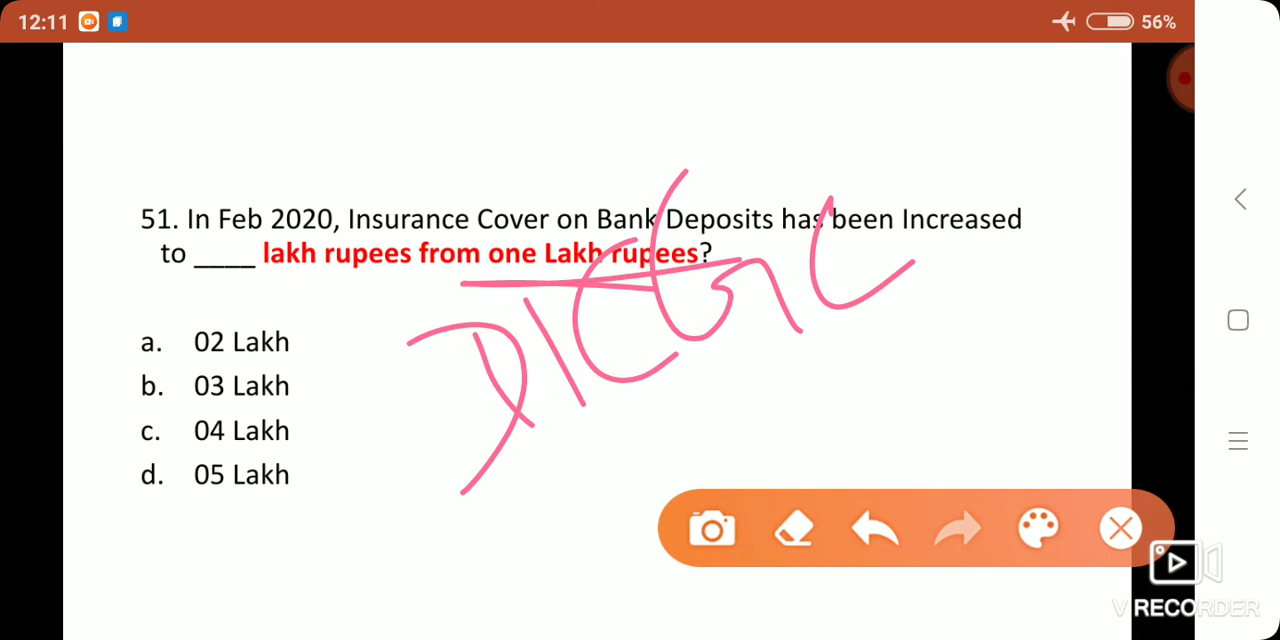 12:11
56%
51. In Feb 2020, Insurance Cover on Bank Deposits has been Increased
to ____ lakh rupees from one Lakh rupees?
DICGC
a. 02 Lakh
b. 03 Lakh
c. 04 Lakh
d. 05 Lakh
V RECORDER